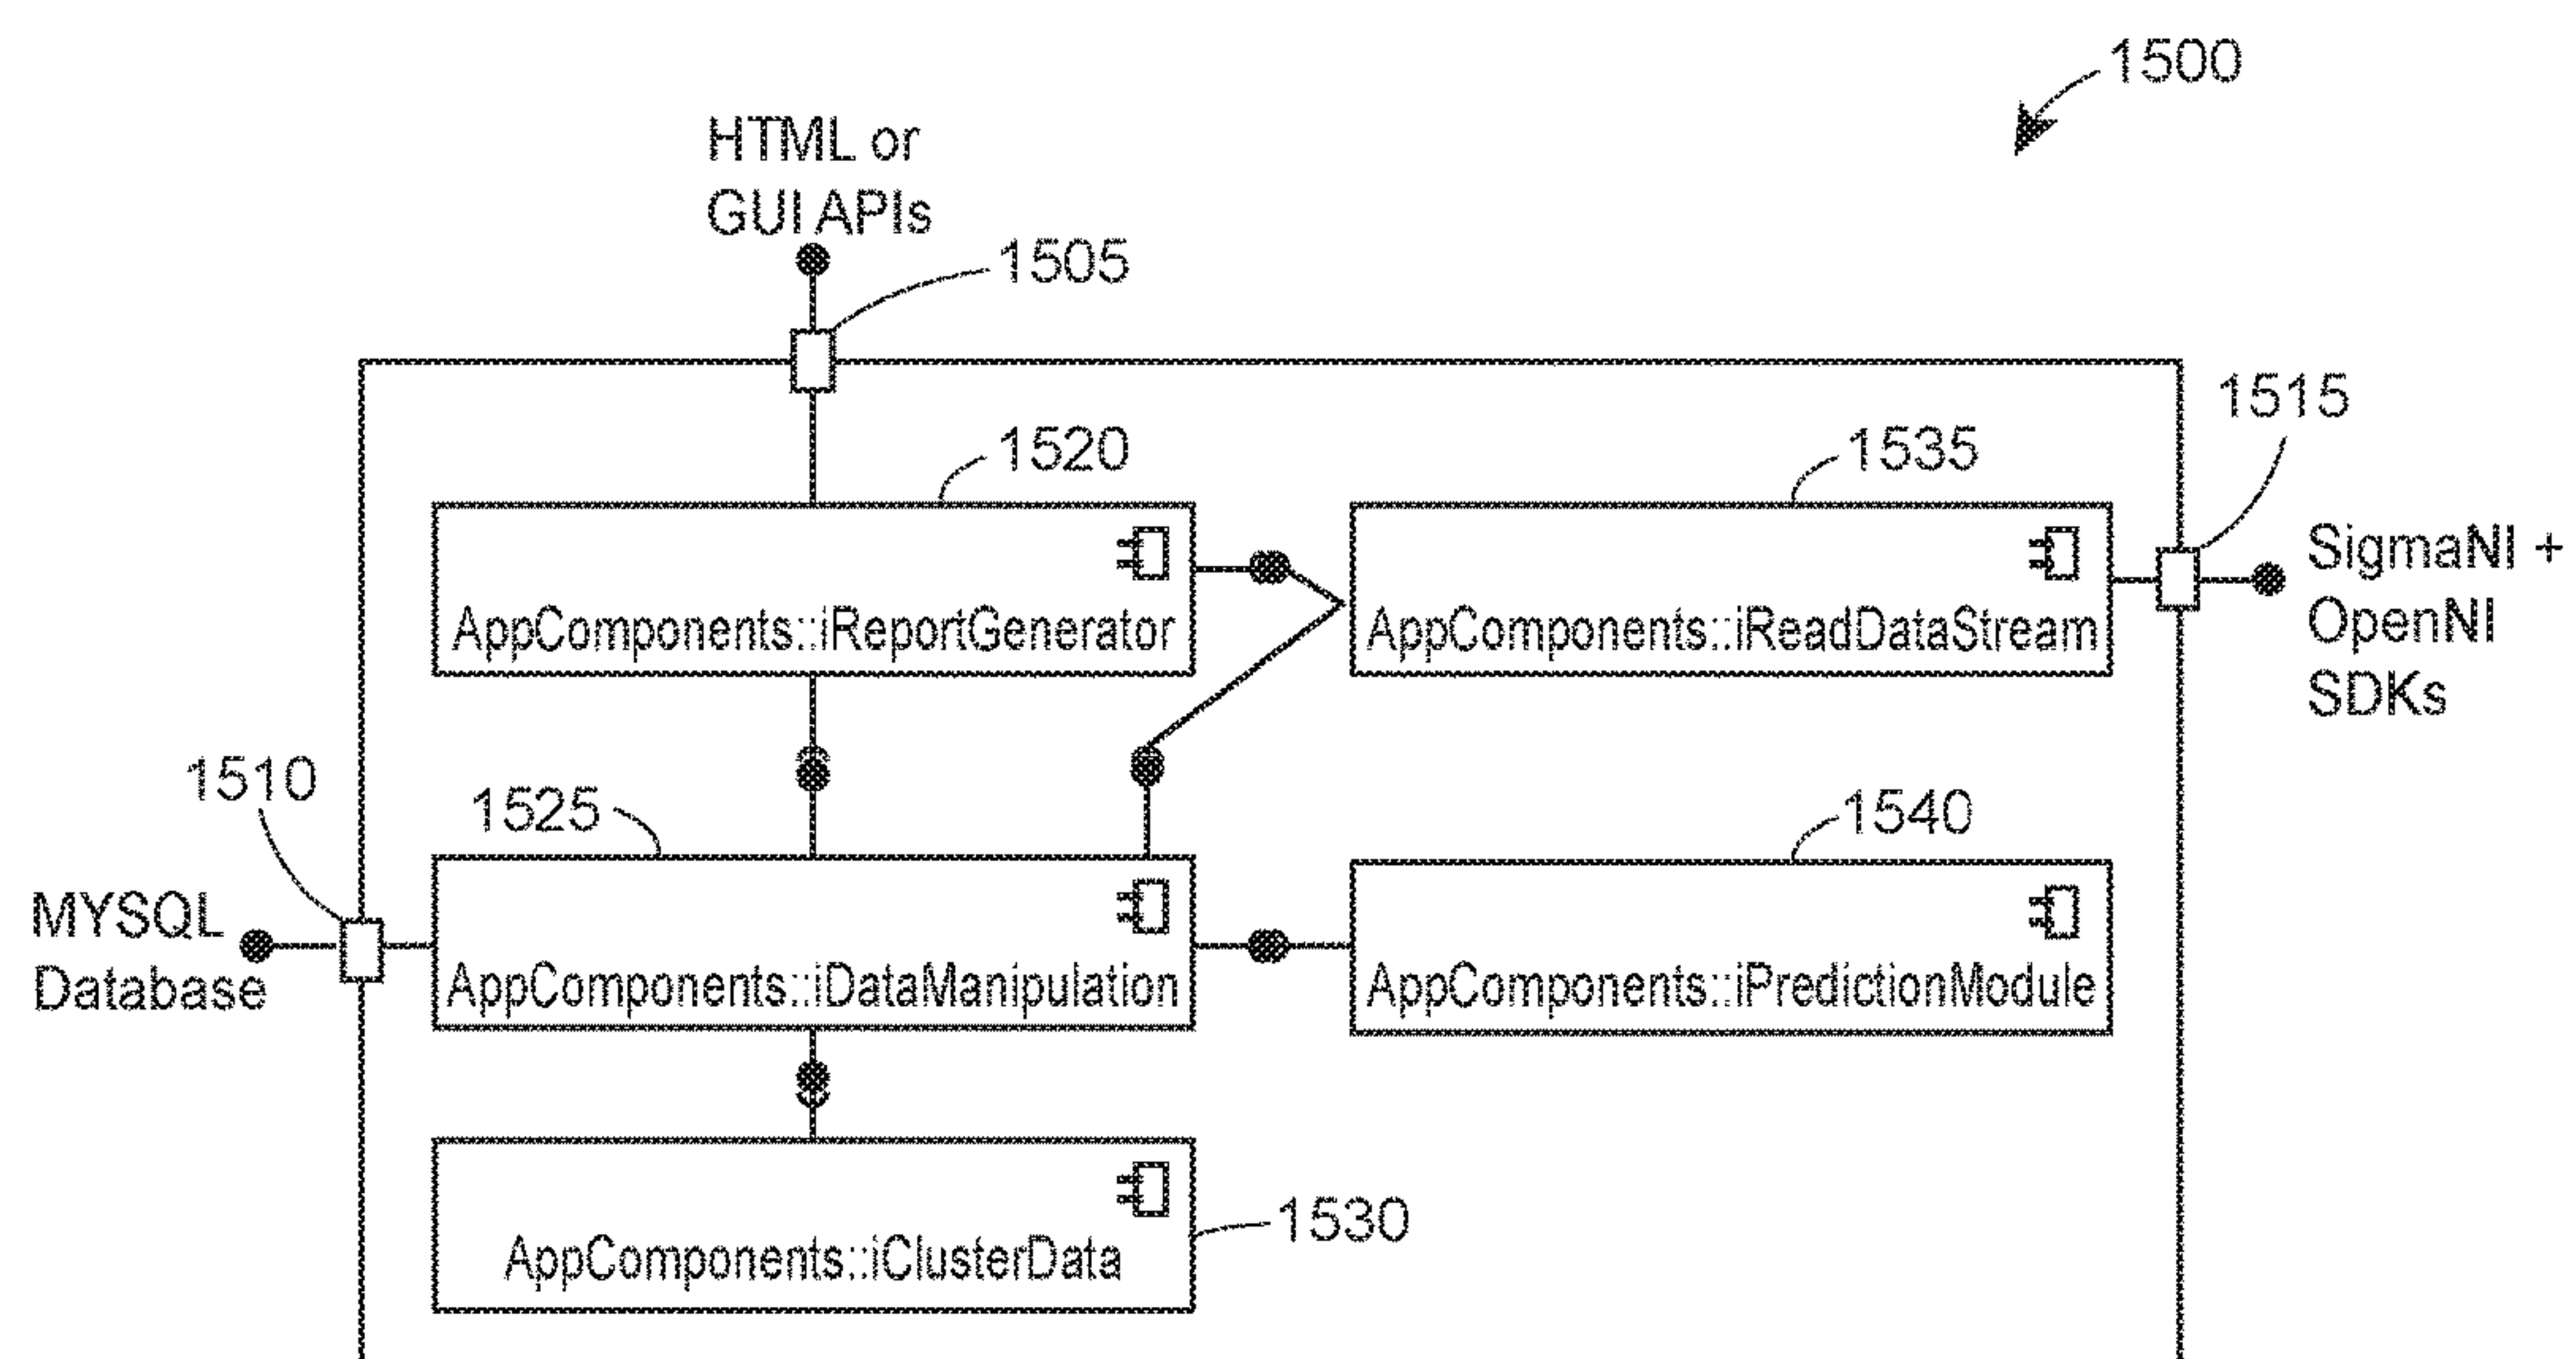 1500
HTML or
GUI APIs
1505
1515
1520
1535
SigmaNI +
OpenNI
SDKs
AppComponents::iReportGenerator
AppComponents::iReadDataStream
1510
1525
1540
MYSQL
Database
AppComponents::iDataManipulation
AppComponents::iPredictionModule
1530
AppComponents::iClusterData